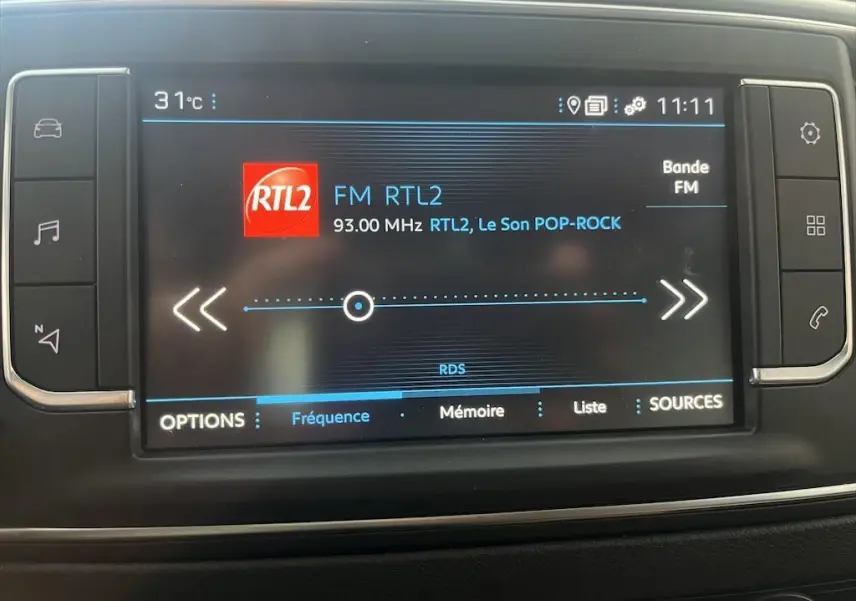 31°C
11:11
Bande
FM
RTL2
FM RTL2
93.00 MHz RTL2, Le Son POP-ROCK
N
RDS
OPTIONS Fréquence Mémoire Liste SOURCES